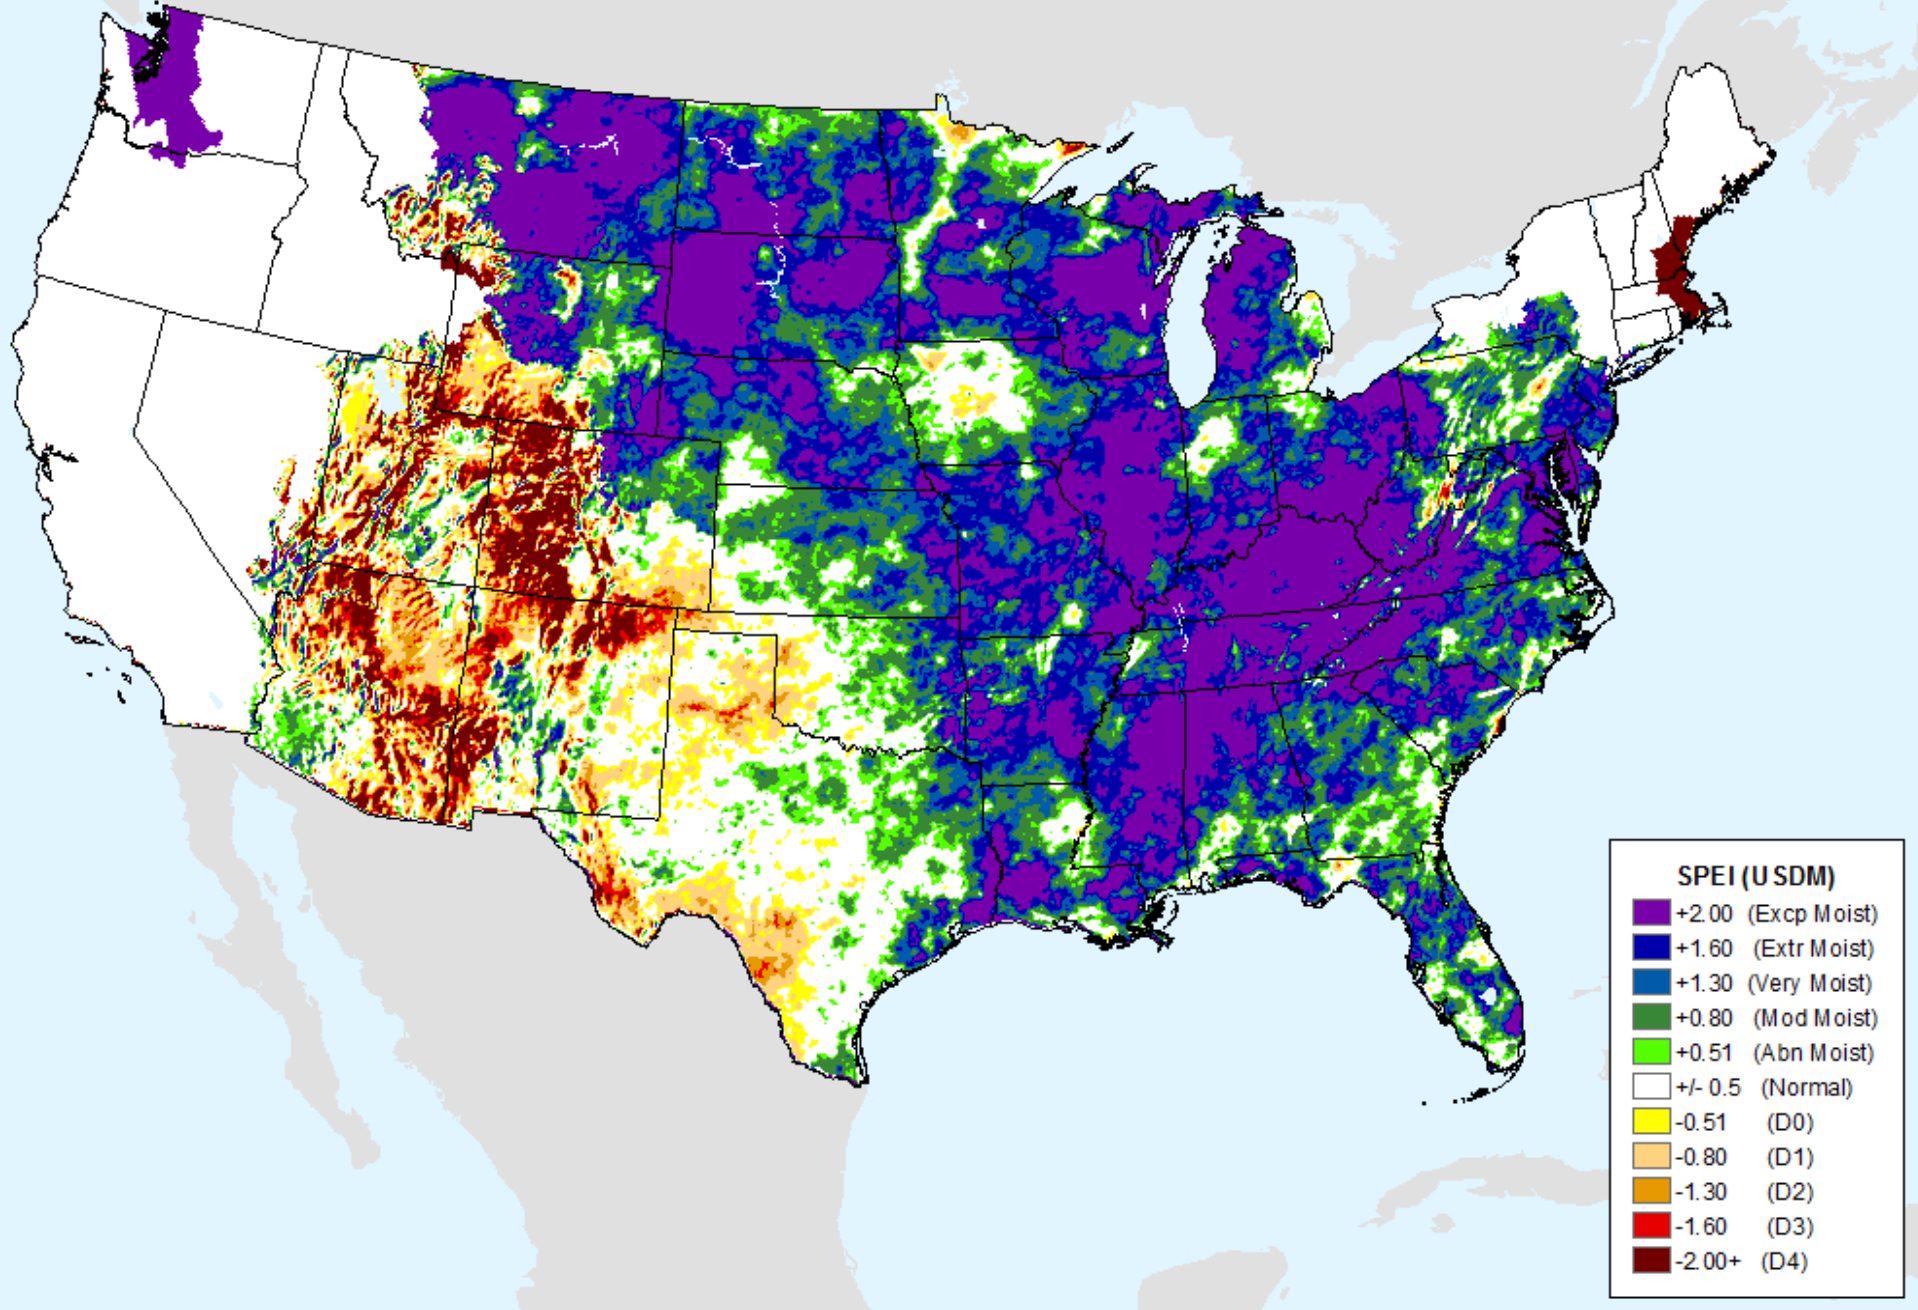 SPEI (USDM)
+2.00 (Excp Moist)
+1.60 (Extr Moist)
+1.30 (Very Moist)
+0.80 (Mod Moist)
+0.51 (Abn Moist)
+/- 0.5 (Normal)
-0.51 (D0)
-0.80 (D1)
-1.30 (D2)
-1.60 (D3)
-2.00+ (D4)